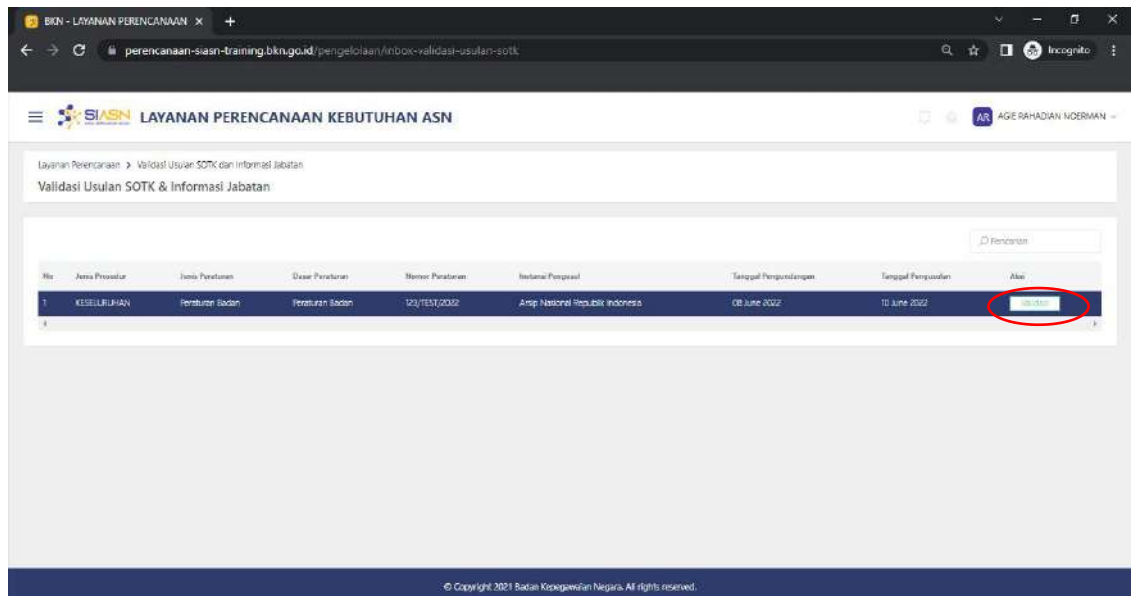 BKN - LAYANAN PERENCANAAN
perencanaan-siasn-training.bkn.go.id/pengelolaan/inbox-validasi-usulan-sotk
Incognito
SIASN LAYANAN PERENCANAAN KEBUTUHAN ASN
AR AGIE RAHADIAN NOERMAN
Layanan Perencanaan > Validasi Usulan SOTK dan Informasi Jabatan
Validasi Usulan SOTK & Informasi Jabatan
Pencarian
No Jenis Prosedur Jenis Peraturan Dasar Peraturan Nomor Peraturan Instansi Pengusul Tanggal Pengundangan Tanggal Pengusulan Aksi
1 KESELURUHAN Peraturan Badan Peraturan Badan 123/TEST/2022 Arsip Nasional Republik Indonesia 08 June 2022 10 June 2022 Validasi
© Copyright 2021 Badan Kepegawaian Negara. All rights reserved.